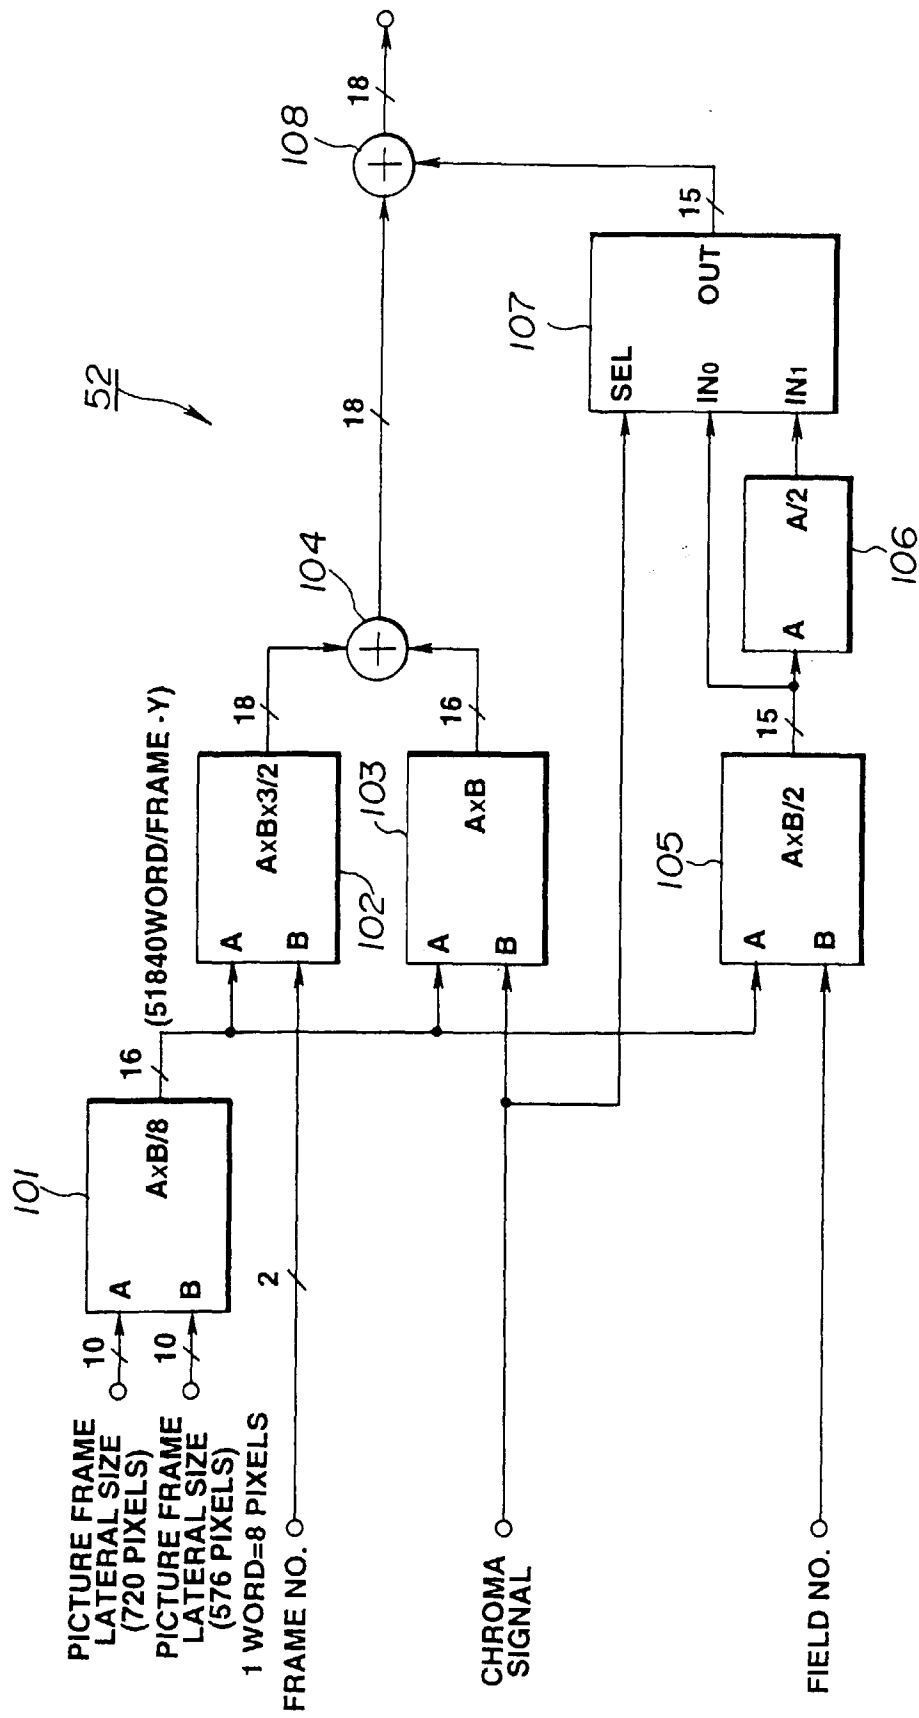 52
PICTURE FRAME
LATERAL SIZE
(720 PIXELS)
PICTURE FRAME
LATERAL SIZE
(576 PIXELS)
1 WORD=8 PIXELS
10
10
A
B
AxB/8
101
16
(51840WORD/FRAME -Y)
FRAME NO.
2
A
B
AxBx3/2
102
18
CHROMA
SIGNAL
A
B
AxB
103
16
104
18
108
18
FIELD NO.
A
B
AxB/2
105
15
A
A/2
106
SEL
IN0
IN1
OUT
107
15